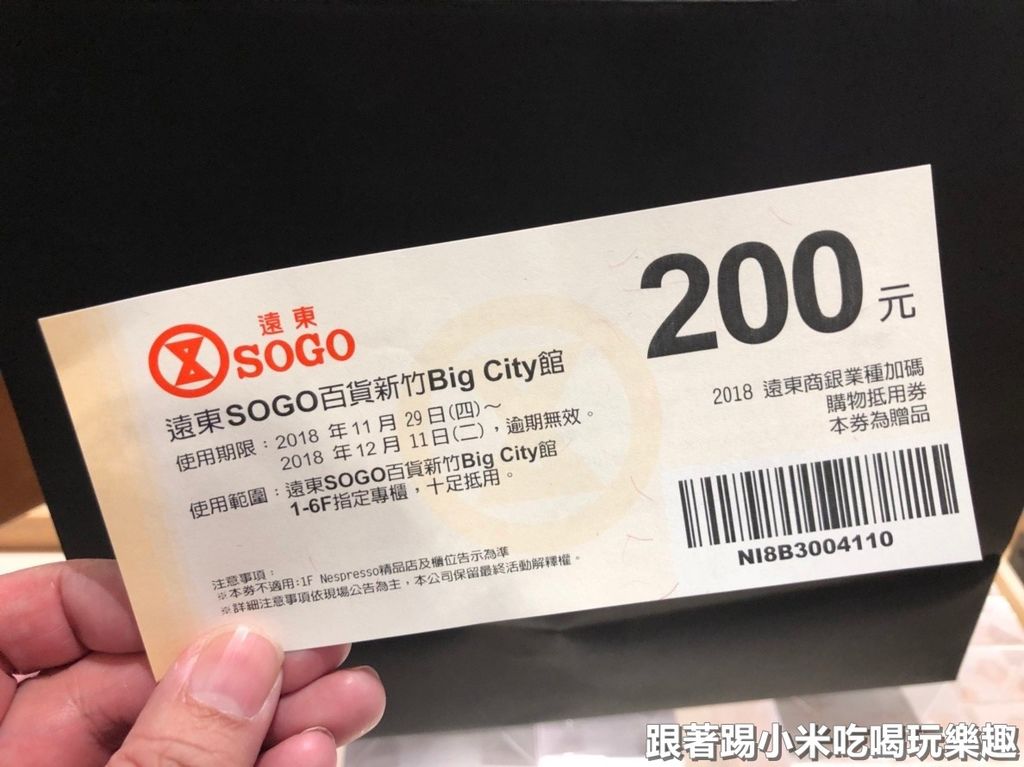 遠東
SOGO
200元
遠東SOGO百貨新竹Big City館
使用期限：2018 年11月 29日(四)～
2018 年12月 11日(二)，逾期無效。
使用範圍：遠東SOGO百貨新竹Big City館
1-6F指定專櫃，十足抵用。
2018 遠東商銀業種加碼
購物抵用券
本券為贈品
NI8B3004110
注意事項：
※本券不適用:1F Nespresso精品店及櫃位告示為準
※詳細注意事項依現場公告為主，本公司保留最終活動解釋權。
跟著踢小米吃喝玩樂趣